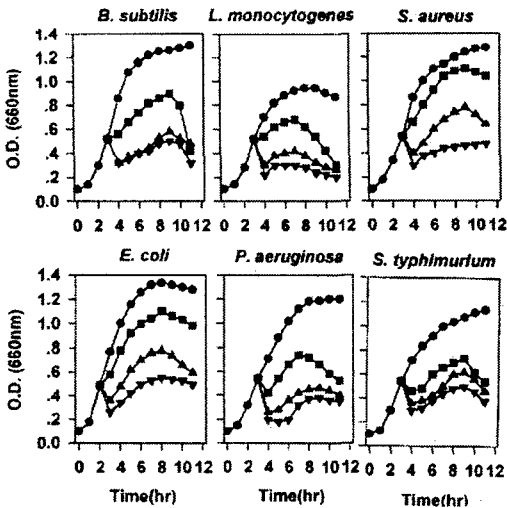 B. subtilis L. monocytogenes S. aureus
1.4
1.2
1.0
.8
.6
.4
.2
0.0
O.D. (660nm)
0 2 4 6 8 10 12 0 2 4 6 8 10 12 0 2 4 6 8 10 12
E. coli P. aeruginosa S. typhimurium
1.4
1.2
1.0
.8
.6
.4
.2
0.0
O.D. (660nm)
0 2 4 6 8 10 12 0 2 4 6 8 10 12 0 2 4 6 8 10 12
Time(hr) Time(hr) Time(hr)